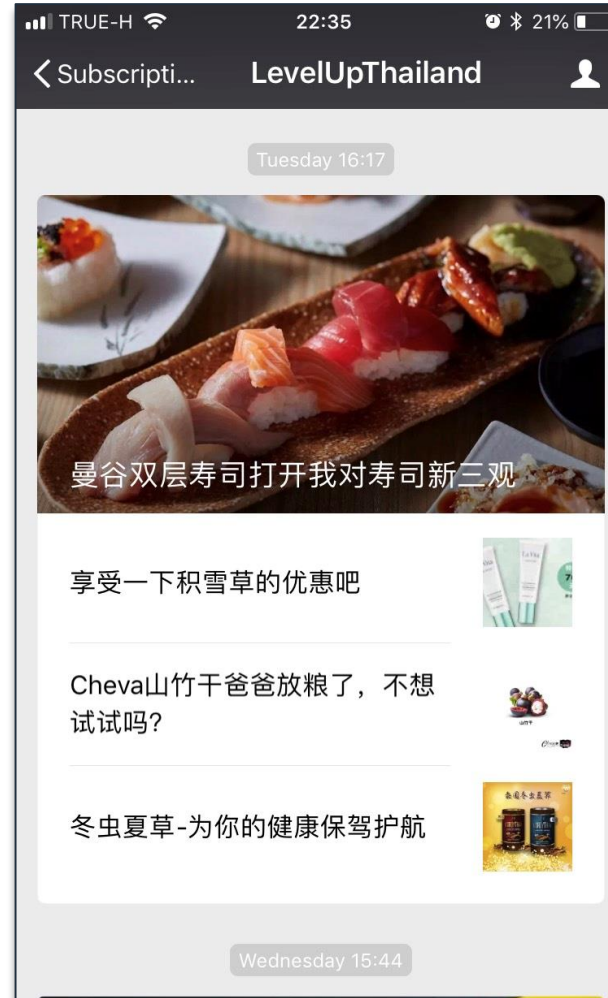 TRUE-H
22:35
21%
Subscripti...
LevelUpThailand
Tuesday 16:17
曼谷双层寿司打开我对寿司新三观
享受一下积雪草的优惠吧
Cheva山竹干爸爸放粮了，不想
试试吗?
山竹干
冬虫夏草-为你的健康保驾护航
Wednesday 15:44